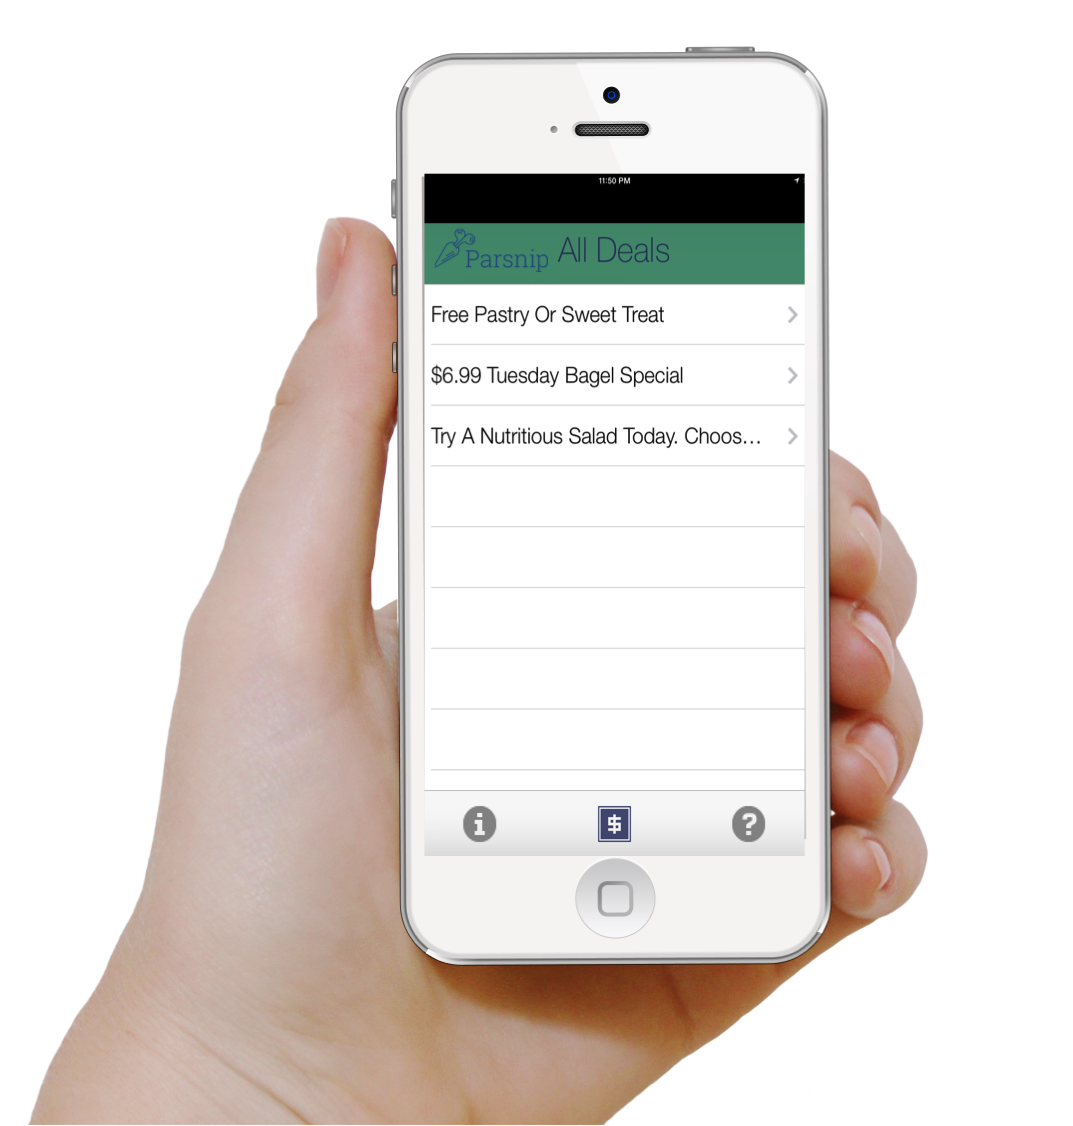 11:50 PM
Parsnip All Deals
Free Pastry Or Sweet Treat
$6.99 Tuesday Bagel Special
Try A Nutritious Salad Today. Choos...
i $ ?